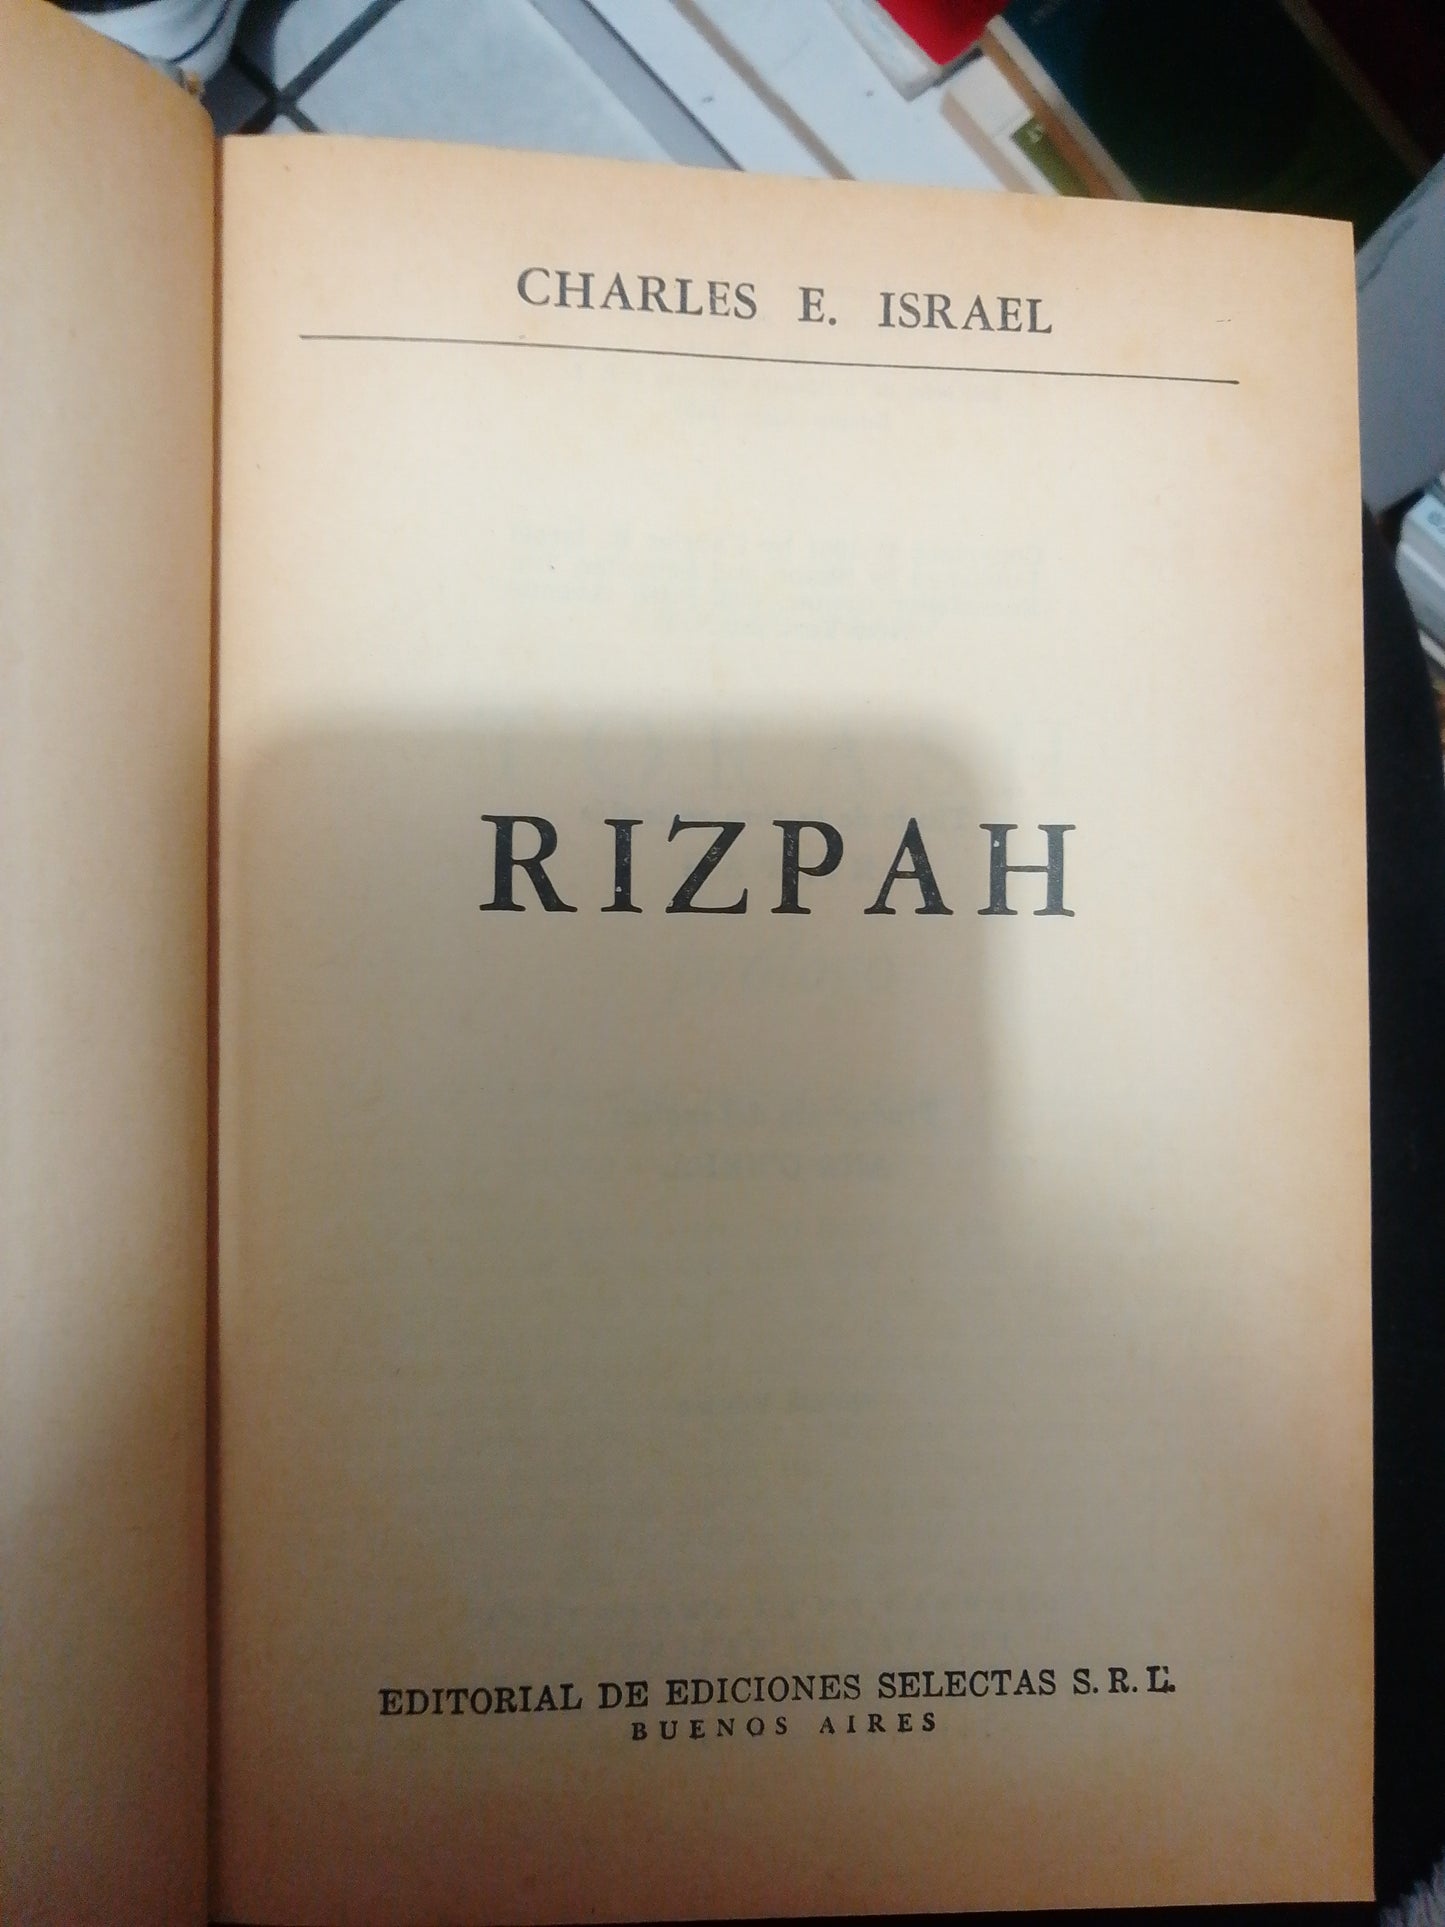 CHARLES E. ISRAEL
RIZPAH
EDITORIAL DE EDICIONES SELECTAS S. R. L.
BUENOS AIRES